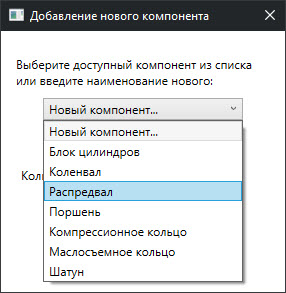 Добавление нового компонента
Выберите доступный компонент из списка
или введите наименование нового:
Новый компонент...
Новый компонент...
Блок цилиндров
Коленвал
Распредвал
Поршень
Компрессионное кольцо
Маслосъемное кольцо
Шатун